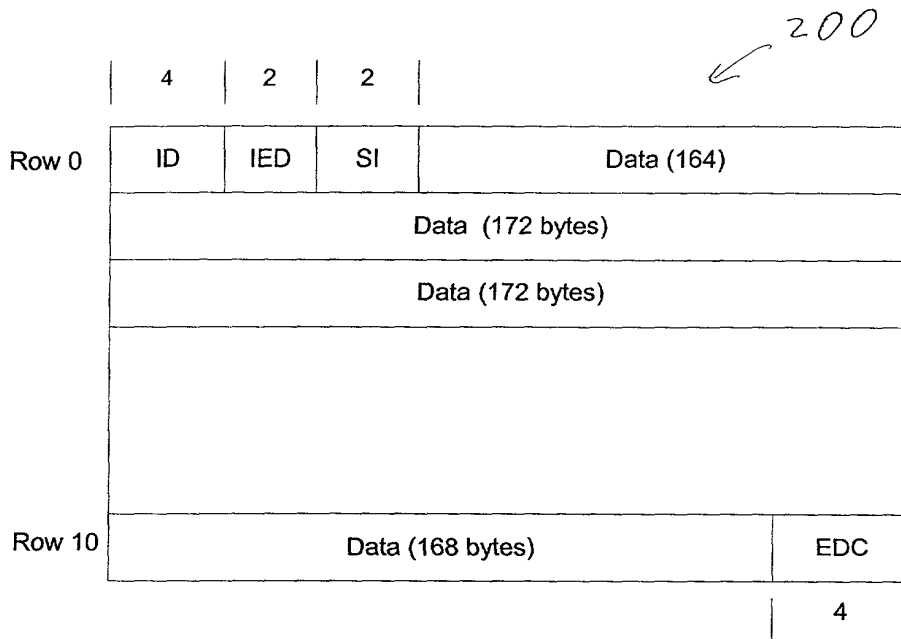 200
4 2 2
Row 0 ID IED SI Data (164)
Data (172 bytes)
Data (172 bytes)
Row 10 Data (168 bytes) EDC
4